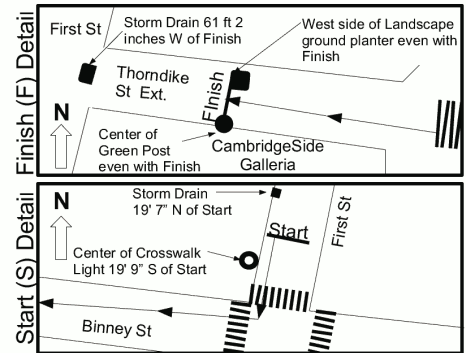 Finish (F) Detail
First St
Storm Drain 61 ft 2
inches W of Finish
West side of Landscape
ground planter even with
Finish
Thorndike
St Ext.
FInish
N
Center of
Green Post
even with Finish
CambridgeSide
Galleria
Start (S) Detail
N
Storm Drain
19' 7" N of Start
First St
Start
Center of Crosswalk
Light 19' 9" S of Start
Binney St